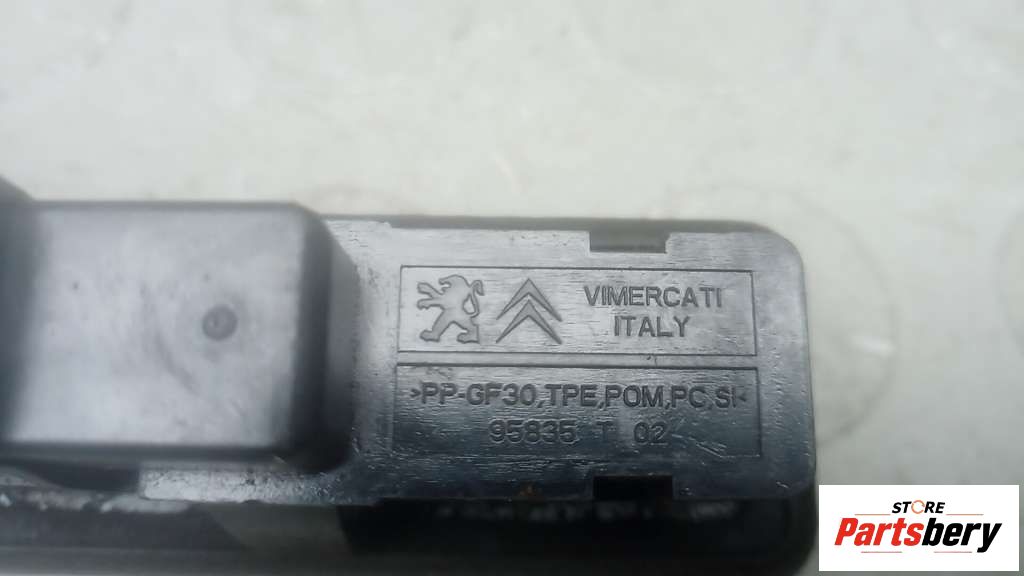 VIMERCATI
ITALY
>PP-GF30,TPE,POM,PC,SI<
95835 T 02
STORE
Partsbery